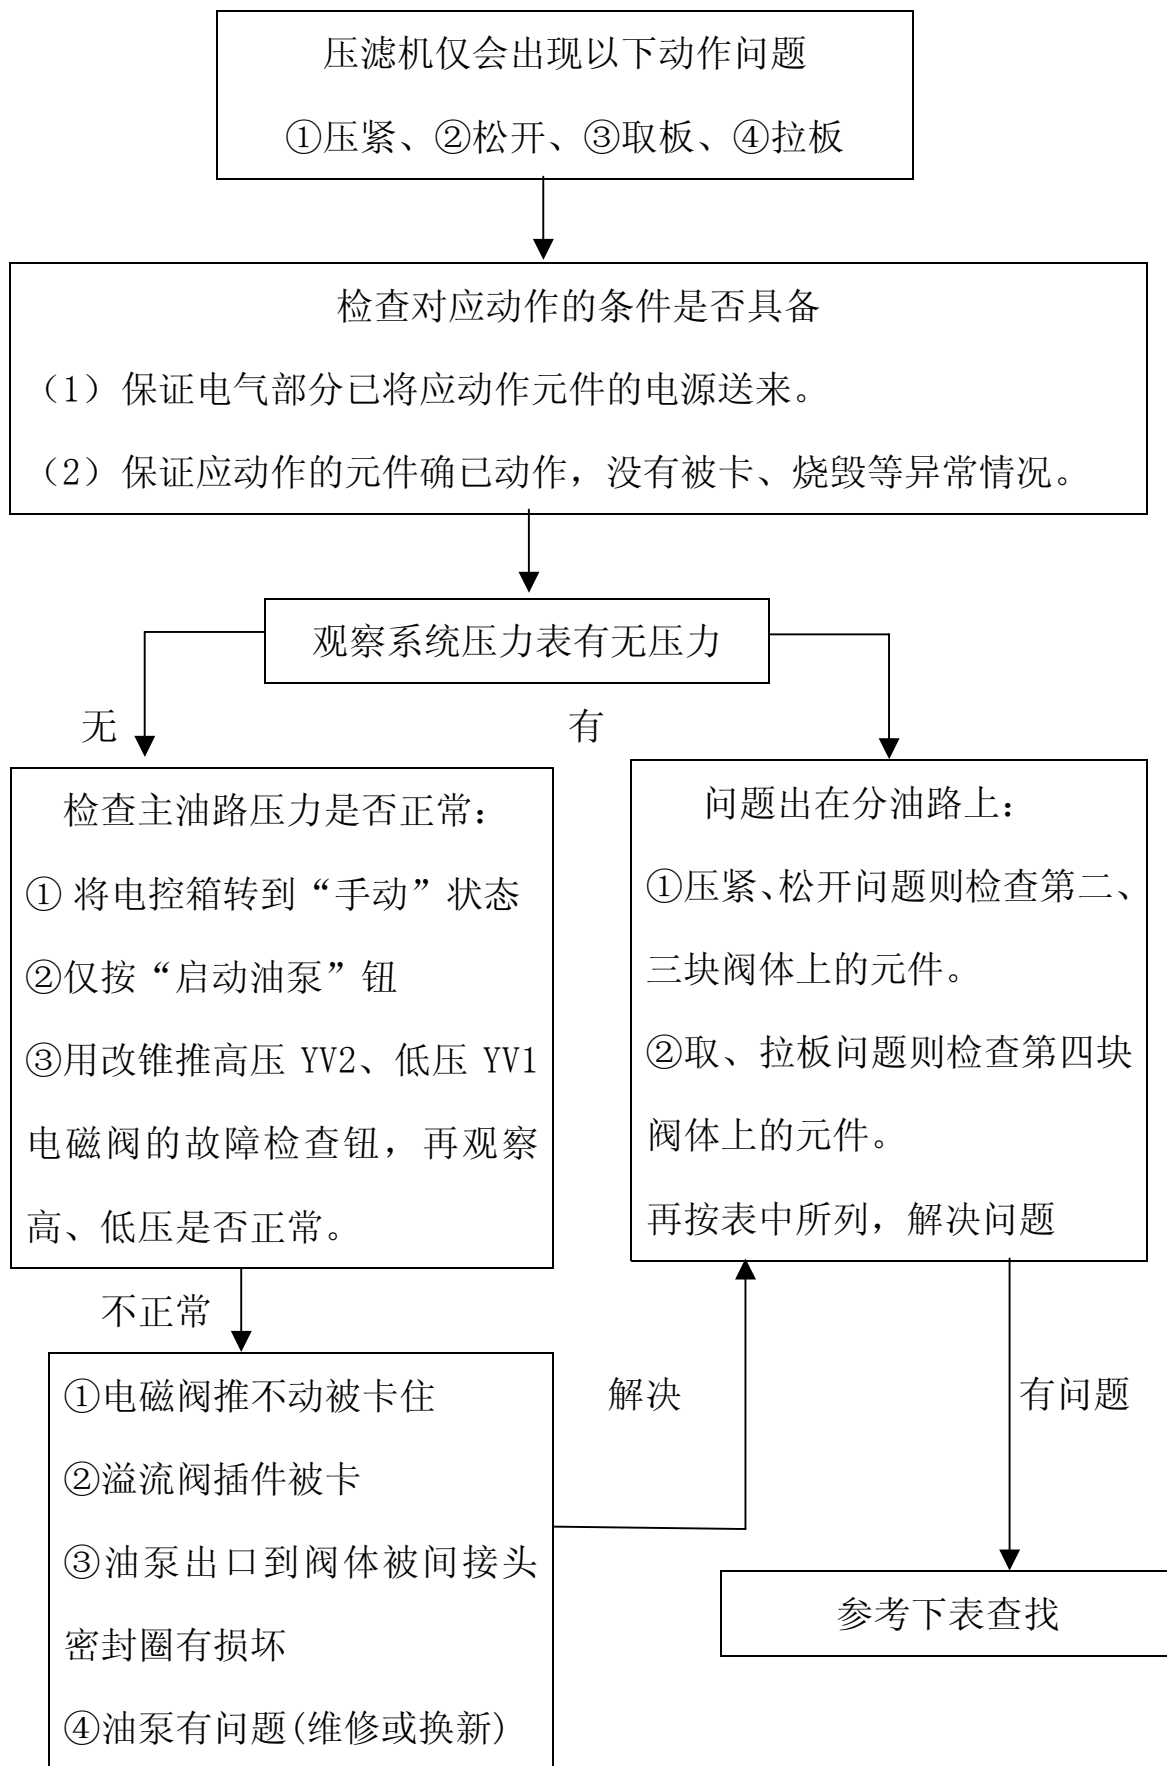 压滤机仅会出现以下动作问题
①压紧、②松开、③取板、④拉板
检查对应动作的条件是否具备
（1）保证电气部分已将应动作元件的电源送来。
（2）保证应动作的元件确已动作，没有被卡、烧毁等异常情况。
观察系统压力表有无压力
无
有
检查主油路压力是否正常：
① 将电控箱转到“手动”状态
②仅按“启动油泵”钮
③用改锥推高压 YV2、低压 YV1
电磁阀的故障检查钮，再观察
高、低压是否正常。
问题出在分油路上：
①压紧、松开问题则检查第二、
三块阀体上的元件。
②取、拉板问题则检查第四块
阀体上的元件。
再按表中所列，解决问题
不正常
①电磁阀推不动被卡住
②溢流阀插件被卡
③油泵出口到阀体被间接头
密封圈有损坏
④油泵有问题(维修或换新)
解决
有问题
参考下表查找